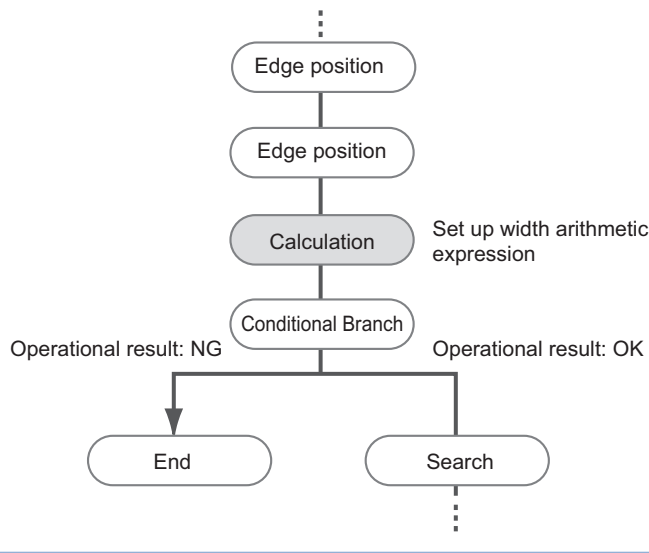 Edge position
Edge position
Calculation
Set up width arithmetic
expression
Conditional Branch
Operational result: NG
Operational result: OK
End
Search